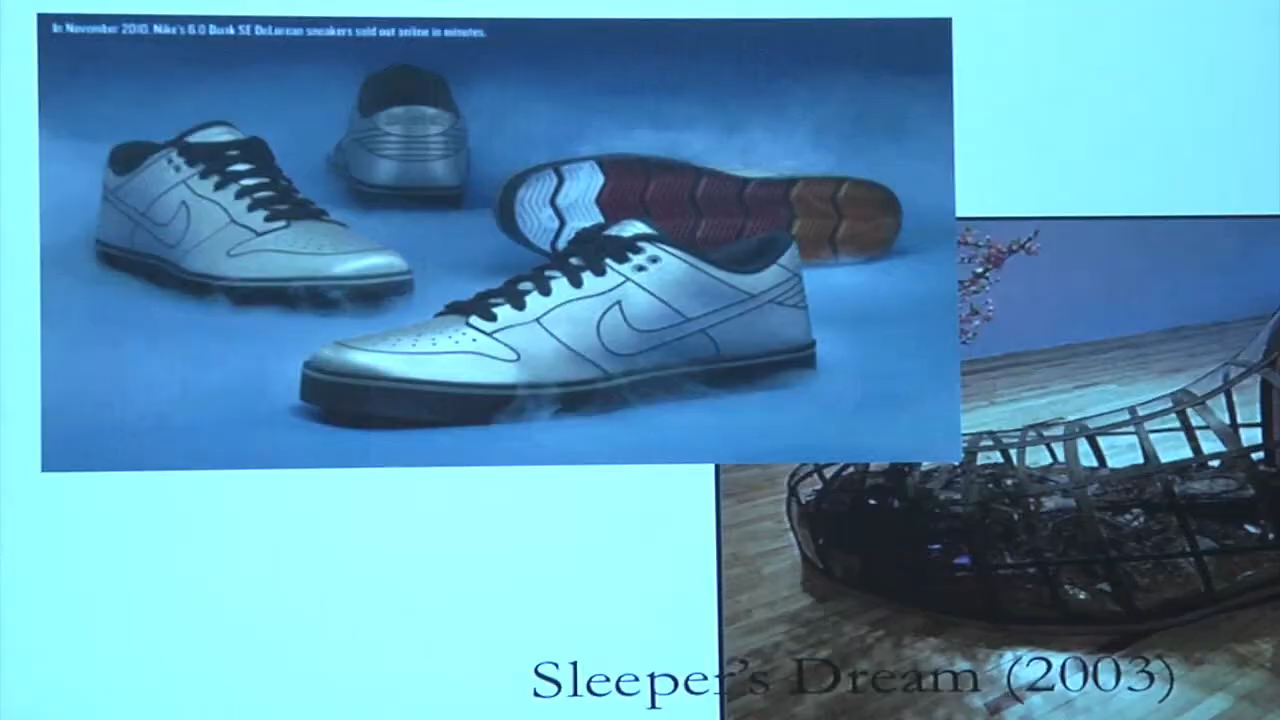 In November 2010, Nike's 6.0 Dunk SE DeLorean sneakers sold out online in minutes.
Sleeper's Dream (2003)